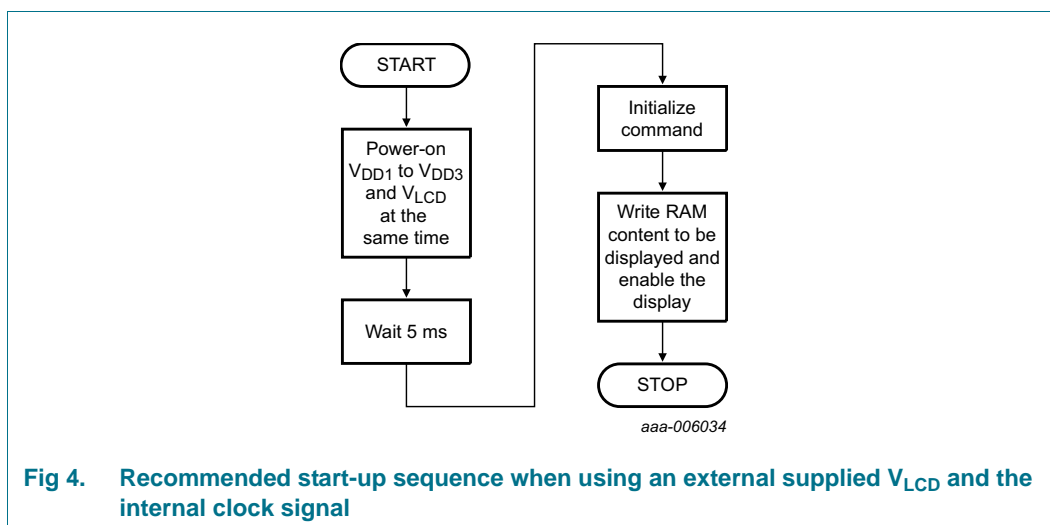 START
Power-on
VDD1 to VDD3
and VLCD
at the
same time
Wait 5 ms
Initialize
command
Write RAM
content to be
displayed and
enable the
display
STOP
aaa-006034
Fig 4. Recommended start-up sequence when using an external supplied VLCD and the
internal clock signal